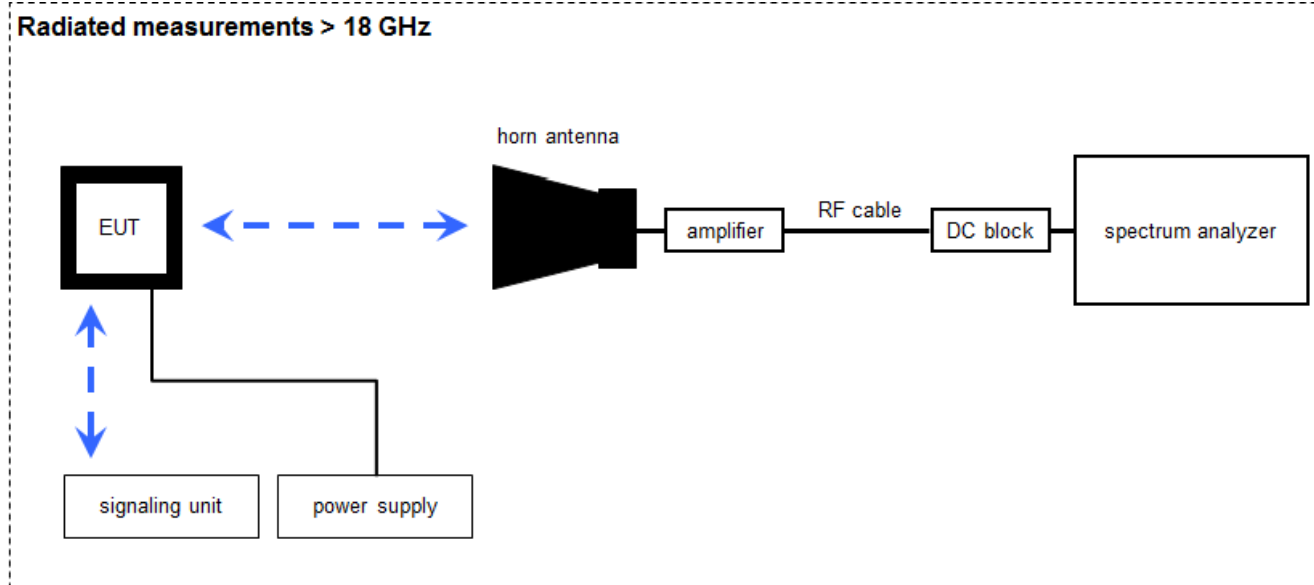 Radiated measurements > 18 GHz
horn antenna
EUT
amplifier
RF cable
DC block
spectrum analyzer
signaling unit
power supply